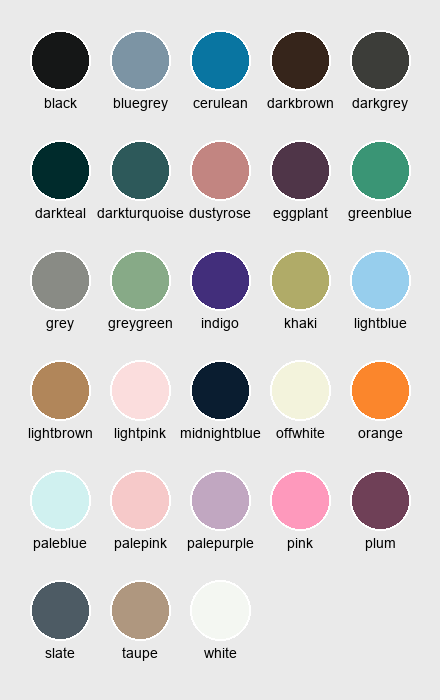 black bluegrey cerulean darkbrown darkgrey
darkteal darkturquoise dustyrose eggplant greenblue
grey greygreen indigo khaki lightblue
lightbrown lightpink midnightblue offwhite orange
paleblue palepink palepurple pink plum
slate taupe white